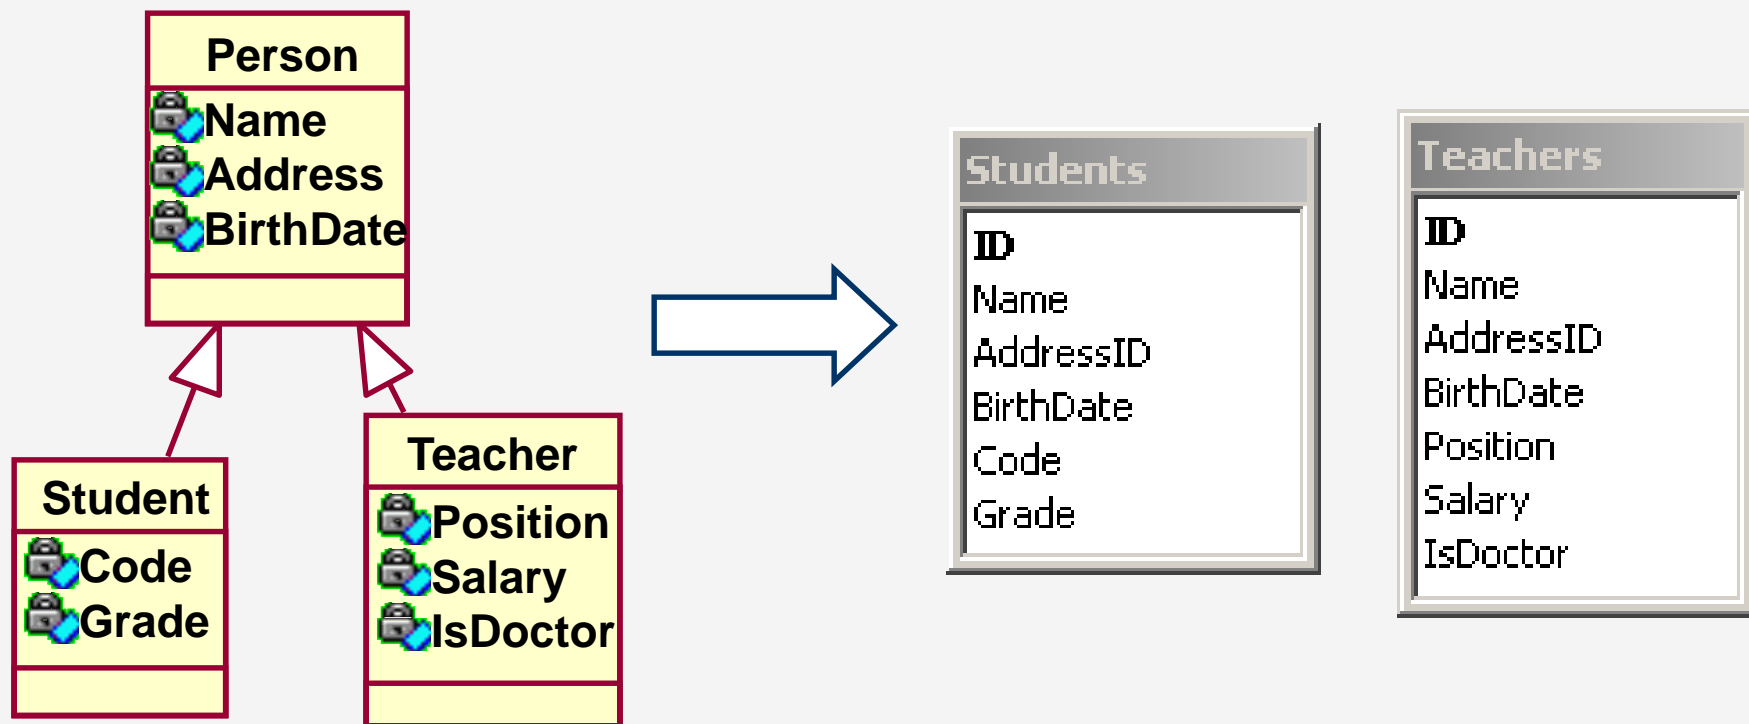 Person
Name
Address
BirthDate
Student
Code
Grade
Teacher
Position
Salary
IsDoctor
Students
ID
Name
AddressID
BirthDate
Code
Grade
Teachers
ID
Name
AddressID
BirthDate
Position
Salary
IsDoctor